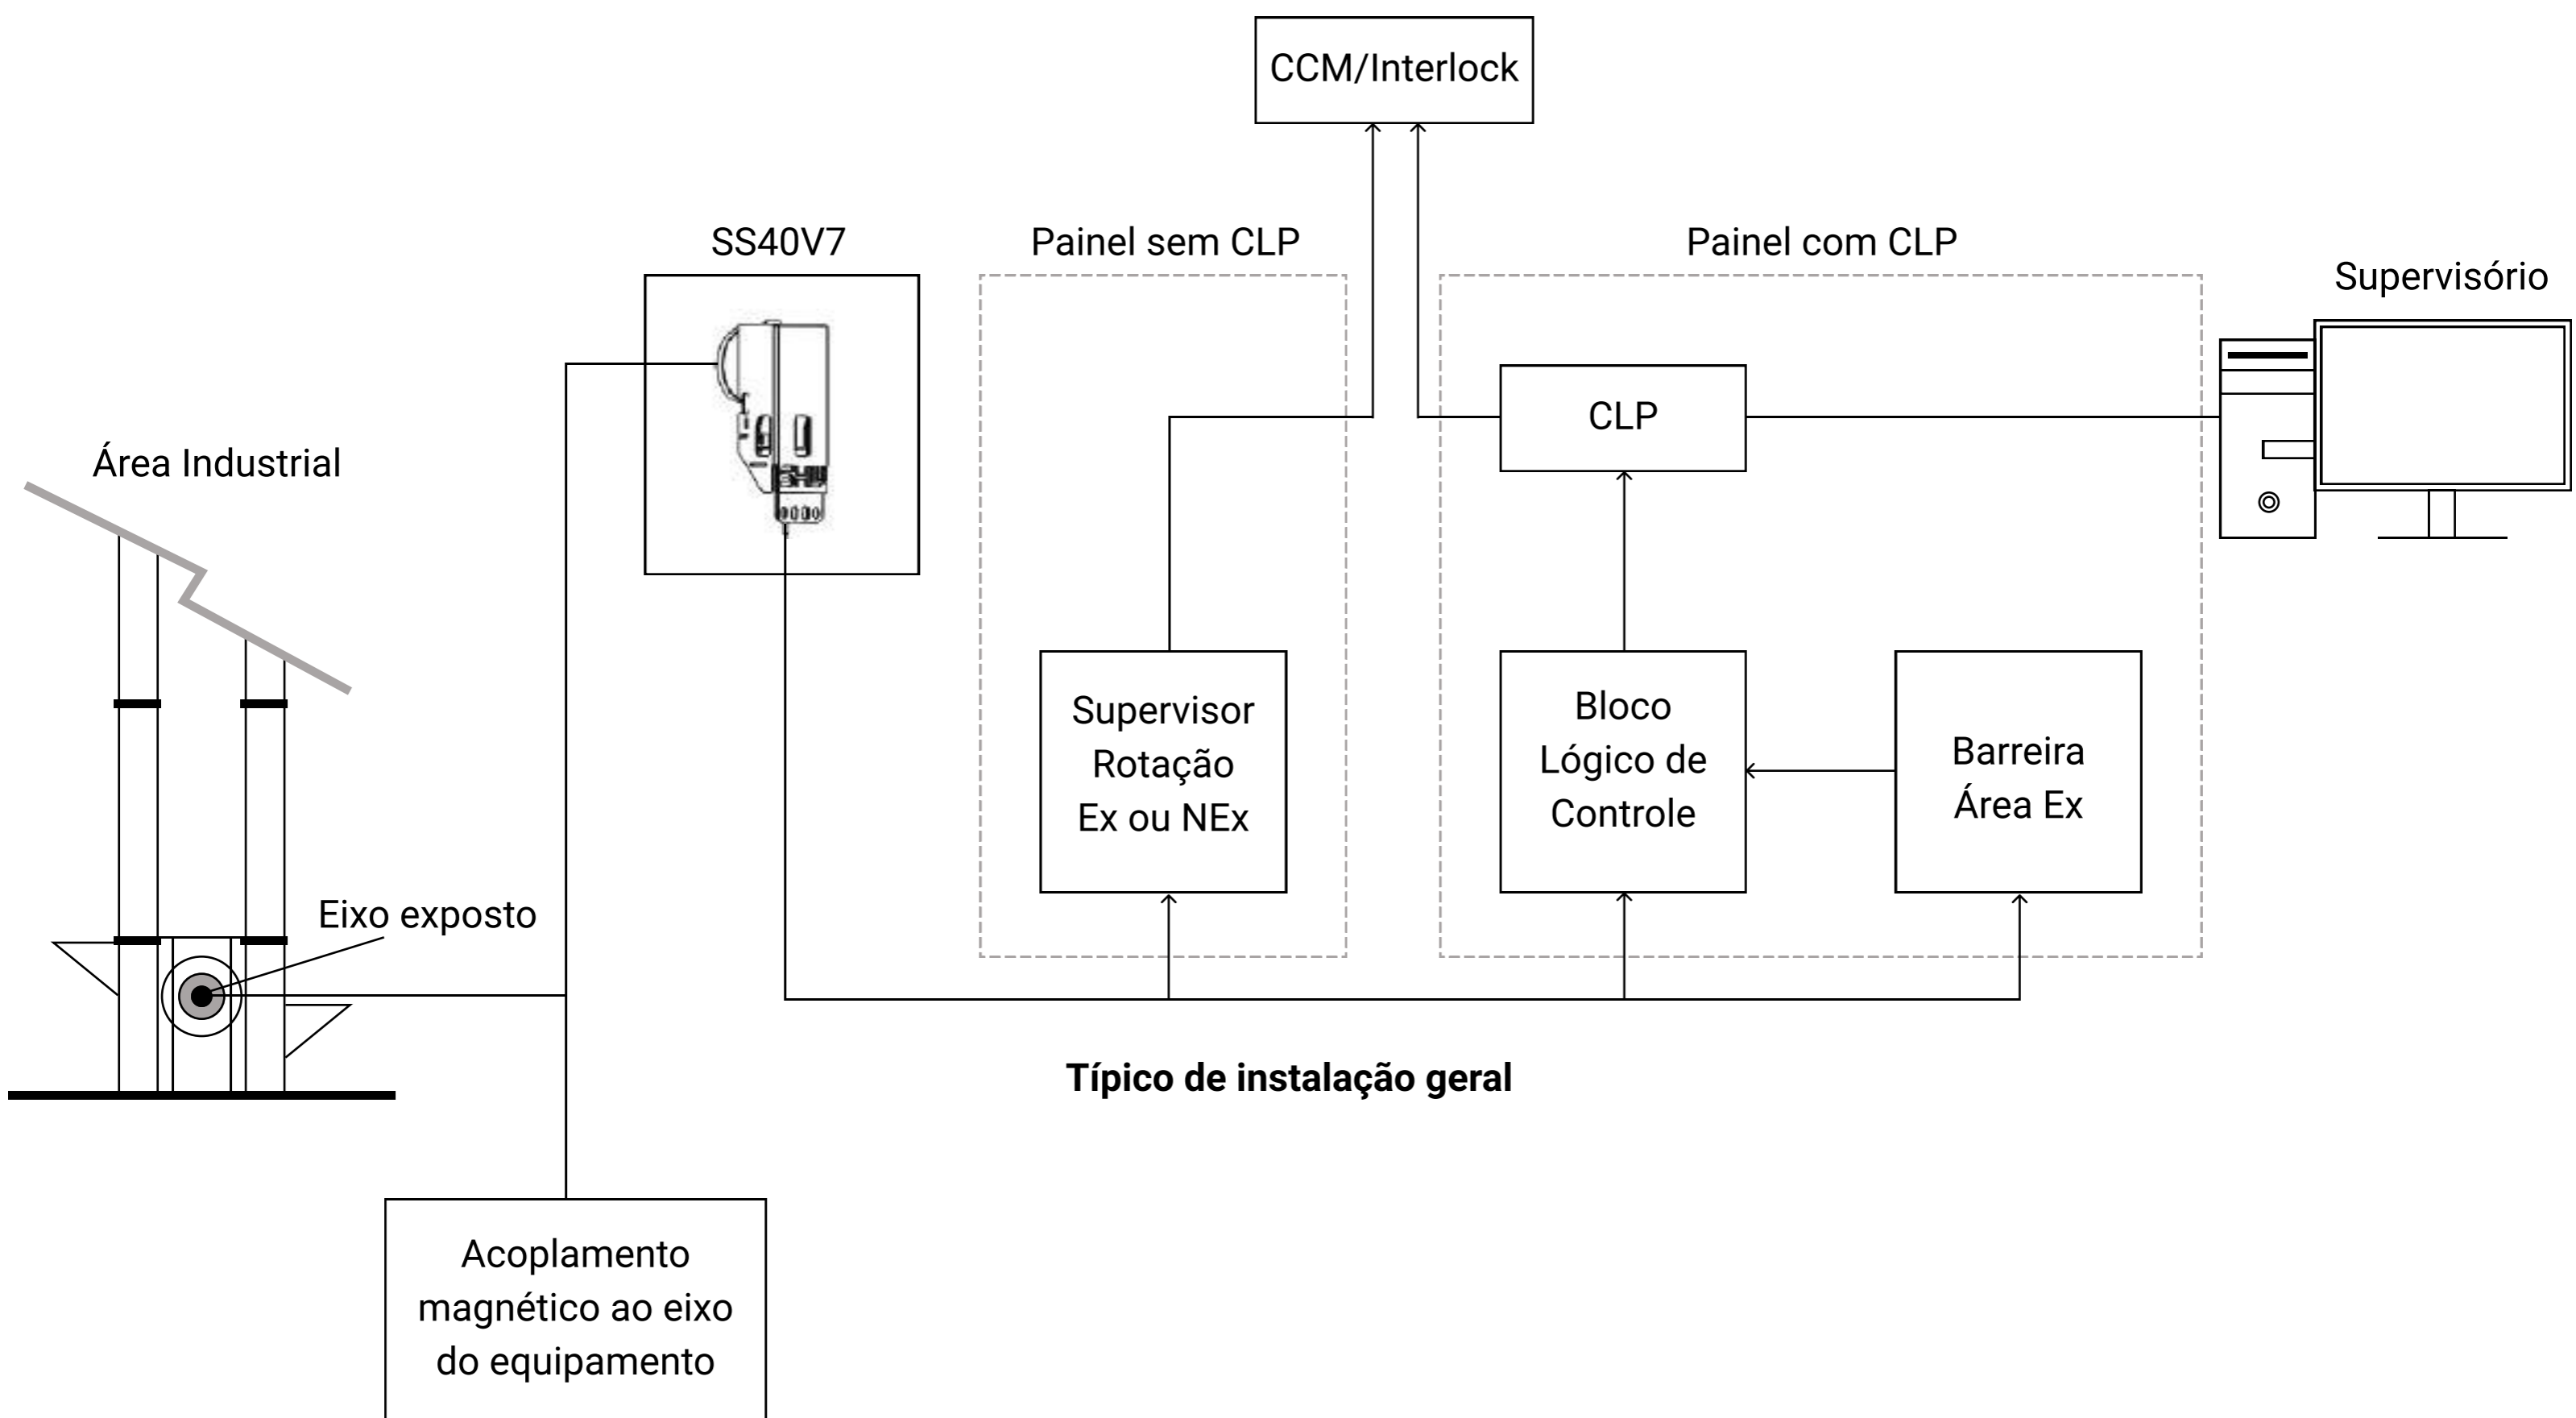 CCM/Interlock
SS40V7
Painel sem CLP
Painel com CLP
Supervisório
CLP
Área Industrial
Supervisor
Rotação
Ex ou NEx
Bloco
Lógico de
Controle
Barreira
Área Ex
Eixo exposto
Típico de instalação geral
Acoplamento
magnético ao eixo
do equipamento